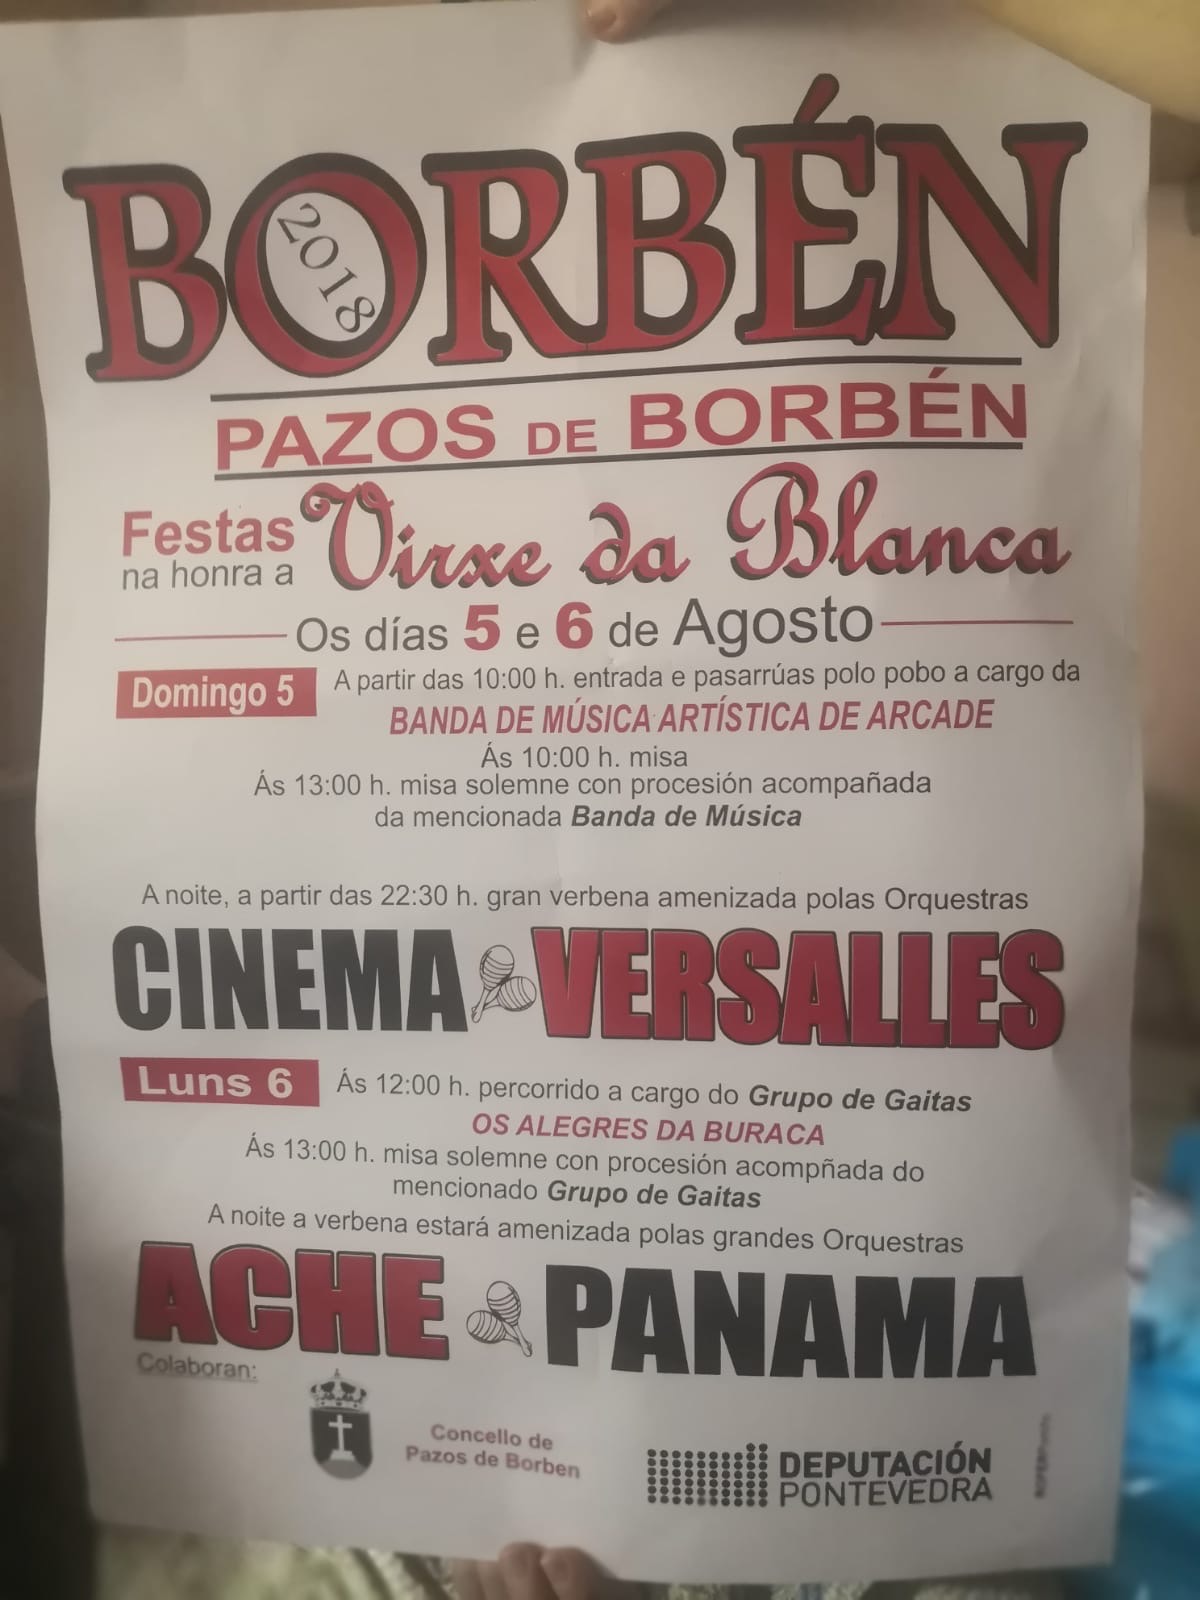 BORBÉN
2018
PAZOS DE BORBÉN
Festas
na honra a
Virxe da Blanca
Os días 5 e 6 de Agosto
Domingo 5
A partir das 10:00 h. entrada e pasarrúas polo pobo a cargo da
BANDA DE MÚSICA ARTÍSTICA DE ARCADE
Ás 10:00 h. misa
Ás 13:00 h. misa solemne con procesión acompañada
da mencionada Banda de Música
A noite, a partir das 22:30 h. gran verbena amenizada polas Orquestras
CINEMA VERSALLES
Luns 6
Ás 12:00 h. percorrido a cargo do Grupo de Gaitas
OS ALEGRES DA BURACA
Ás 13:00 h. misa solemne con procesión acompñada do
mencionado Grupo de Gaitas
A noite a verbena estará amenizada polas grandes Orquestras
ACHE PANAMA
Colaboran:
Concello de
Pazos de Borben
DEPUTACIÓN
PONTEVEDRA